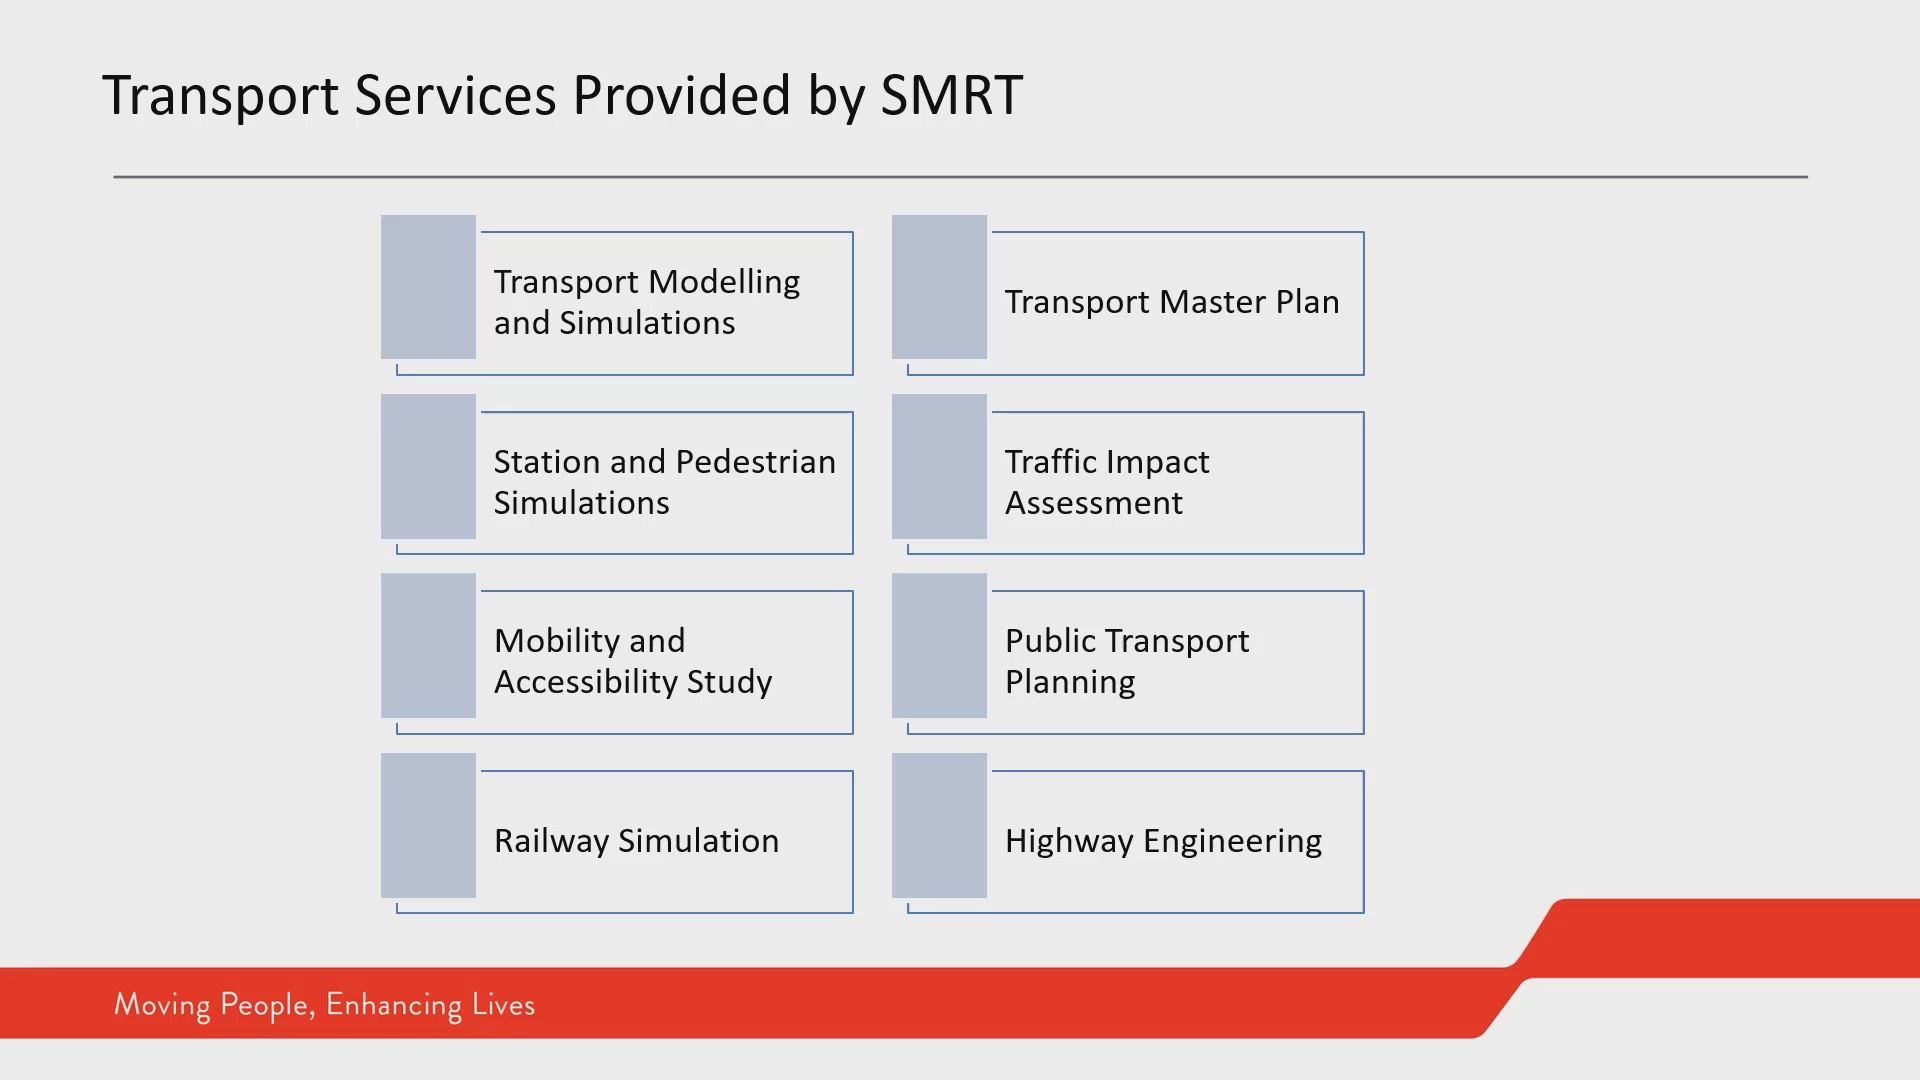 Transport Services Provided by SMRT
Transport Modelling
and Simulations
Transport Master Plan
Station and Pedestrian
Simulations
Traffic Impact
Assessment
Mobility and
Accessibility Study
Public Transport
Planning
Railway Simulation
Highway Engineering
Moving People, Enhancing Lives